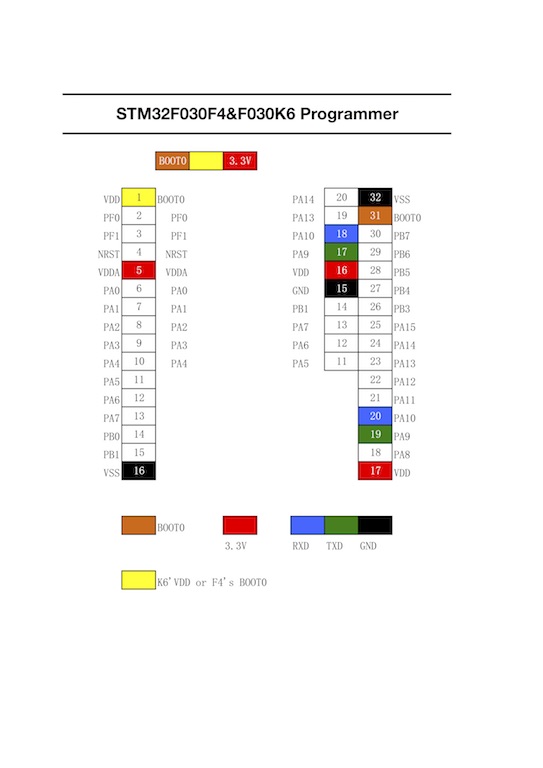 STM32F030F4&F030K6 Programmer
BOOT0 3.3V
VDD 1 BOOT0 PA14 20 32 VSS
PF0 2 PF0 PA13 19 31 BOOT0
PF1 3 PF1 PA10 18 30 PB7
NRST 4 NRST PA9 17 29 PB6
VDDA 5 VDDA VDD 16 28 PB5
PA0 6 PA0 GND 15 27 PB4
PA1 7 PA1 PB1 14 26 PB3
PA2 8 PA2 PA7 13 25 PA15
PA3 9 PA3 PA6 12 24 PA14
PA4 10 PA4 PA5 11 23 PA13
PA5 11 22 PA12
PA6 12 21 PA11
PA7 13 20 PA10
PB0 14 19 PA9
PB1 15 18 PA8
VSS 16 17 VDD
BOOT0
3.3V RXD TXD GND
K6'VDD or F4's BOOT0